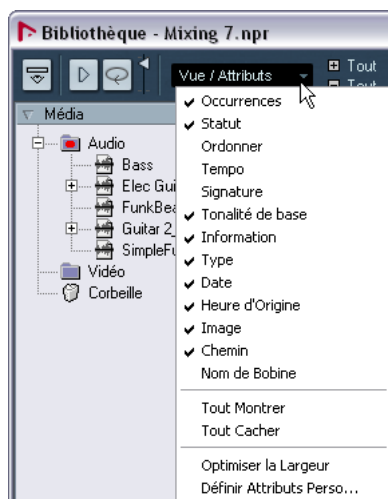 Bibliothèque - Mixing 7.npr
Vue / Attributs
Tout
Tout
Média
Audio
Bass
Elec Gui
FunkBea
Guitar 2_
SimpleFu
Vidéo
Corbeille
Occurrences
Statut
Ordonner
Tempo
Signature
Tonalité de base
Information
Type
Date
Heure d'Origine
Image
Chemin
Nom de Bobine
Tout Montrer
Tout Cacher
Optimiser la Largeur
Définir Attributs Perso...